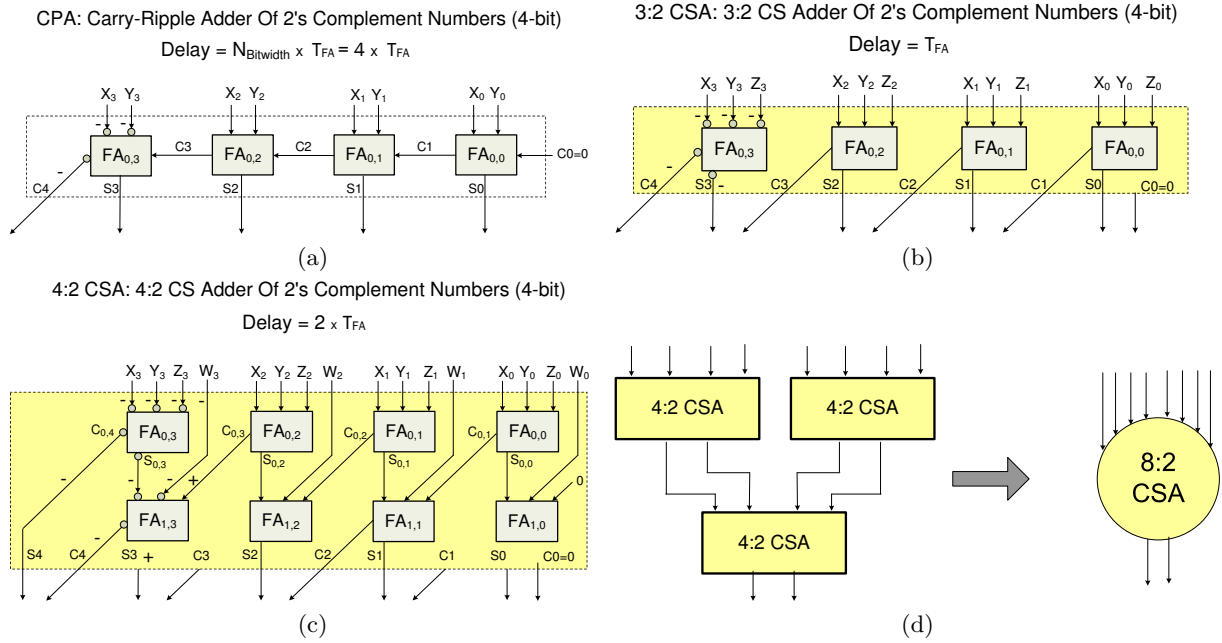 CPA: Carry-Ripple Adder Of 2's Complement Numbers (4-bit)
Delay = N_Bitwidth x T_FA = 4 x T_FA
X3 Y3 X2 Y2 X1 Y1 X0 Y0
- -
FA0,3 C3 FA0,2 C2 FA0,1 C1 FA0,0 C0=0
-
C4 S3 S2 S1 S0
(a)
3:2 CSA: 3:2 CS Adder Of 2's Complement Numbers (4-bit)
Delay = T_FA
X3 Y3 Z3 X2 Y2 Z2 X1 Y1 Z1 X0 Y0 Z0
- - -
FA0,3 FA0,2 FA0,1 FA0,0
-
C4 S3 - C3 S2 C2 S1 C1 S0 C0=0
(b)
4:2 CSA: 4:2 CS Adder Of 2's Complement Numbers (4-bit)
Delay = 2 x T_FA
X3 Y3 Z3 W3 X2 Y2 Z2 W2 X1 Y1 Z1 W1 X0 Y0 Z0 W0
- - - -
C0,4 FA0,3 C0,3 FA0,2 C0,2 FA0,1 C0,1 FA0,0
S0,3 S0,2 S0,1 S0,0
- - - + 0
FA1,3 FA1,2 FA1,1 FA1,0
-
S4 C4 S3 + C3 S2 C2 S1 C1 S0 C0=0
(c)
4:2 CSA 4:2 CSA
4:2 CSA
8:2
CSA
(d)